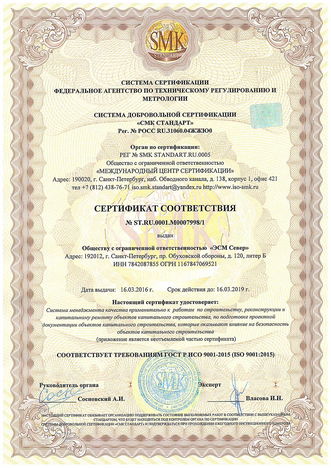 SMK
СИСТЕМА СЕРТИФИКАЦИИ
ФЕДЕРАЛЬНОЕ АГЕНТСТВО ПО ТЕХНИЧЕСКОМУ РЕГУЛИРОВАНИЮ И
МЕТРОЛОГИИ
СИСТЕМА ДОБРОВОЛЬНОЙ СЕРТИФИКАЦИИ
«СМК СТАНДАРТ»
Рег. № РОСС RU.31060.04ЖЖЮ0
Орган по сертификации:
РЕГ № SMK STANDART.RU.0005
Общество с ограниченной ответственностью
«МЕЖДУНАРОДНЫЙ ЦЕНТР СЕРТИФИКАЦИИ»
Адрес: 190020, г. Санкт-Петербург, наб. Обводного канала, д. 138, корпус 1, офис 421
тел +7 (812) 438-76-71 iso.smk.standart@yandex.ru http://www.iso-smk.ru
СЕРТИФИКАТ СООТВЕТСТВИЯ
№ ST.RU.0001.M0007998/1
выдан
Обществу с ограниченной ответственностью «ЭСМ Север»
Адрес: 192012, г. Санкт-Петербург, пр. Обуховской обороны, д. 120, литер Б
ИНН 7842087855 ОГРН 1167847069521
Дата выдачи: 16.03.2016 г. Срок действия до: 16.03.2019 г.
Настоящий сертификат удостоверяет:
Система менеджмента качества применительно к работам по строительству, реконструкции и
капитальному ремонту объектов капитального строительства; по подготовке проектной
документации объектов капитального строительства, которые оказывают влияние на безопасность
объектов капитального строительства
(приложение является неотъемлемой частью сертификата)
СООТВЕТСТВУЕТ ТРЕБОВАНИЯМ ГОСТ Р ИСО 9001-2015 (ISO 9001:2015)
Руководитель органа Эксперт
Сосновский А.И. Власова И.Н.
SMK